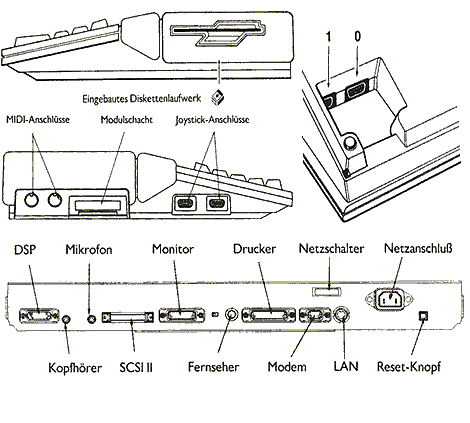 1 0
Eingebautes Diskettenlaufwerk
MIDI-Anschlüsse Modulschacht Joystick-Anschlüsse
DSP Mikrofon Monitor Drucker Netzschalter Netzanschluß
Kopfhörer SCSI II Fernseher Modem LAN Reset-Knopf